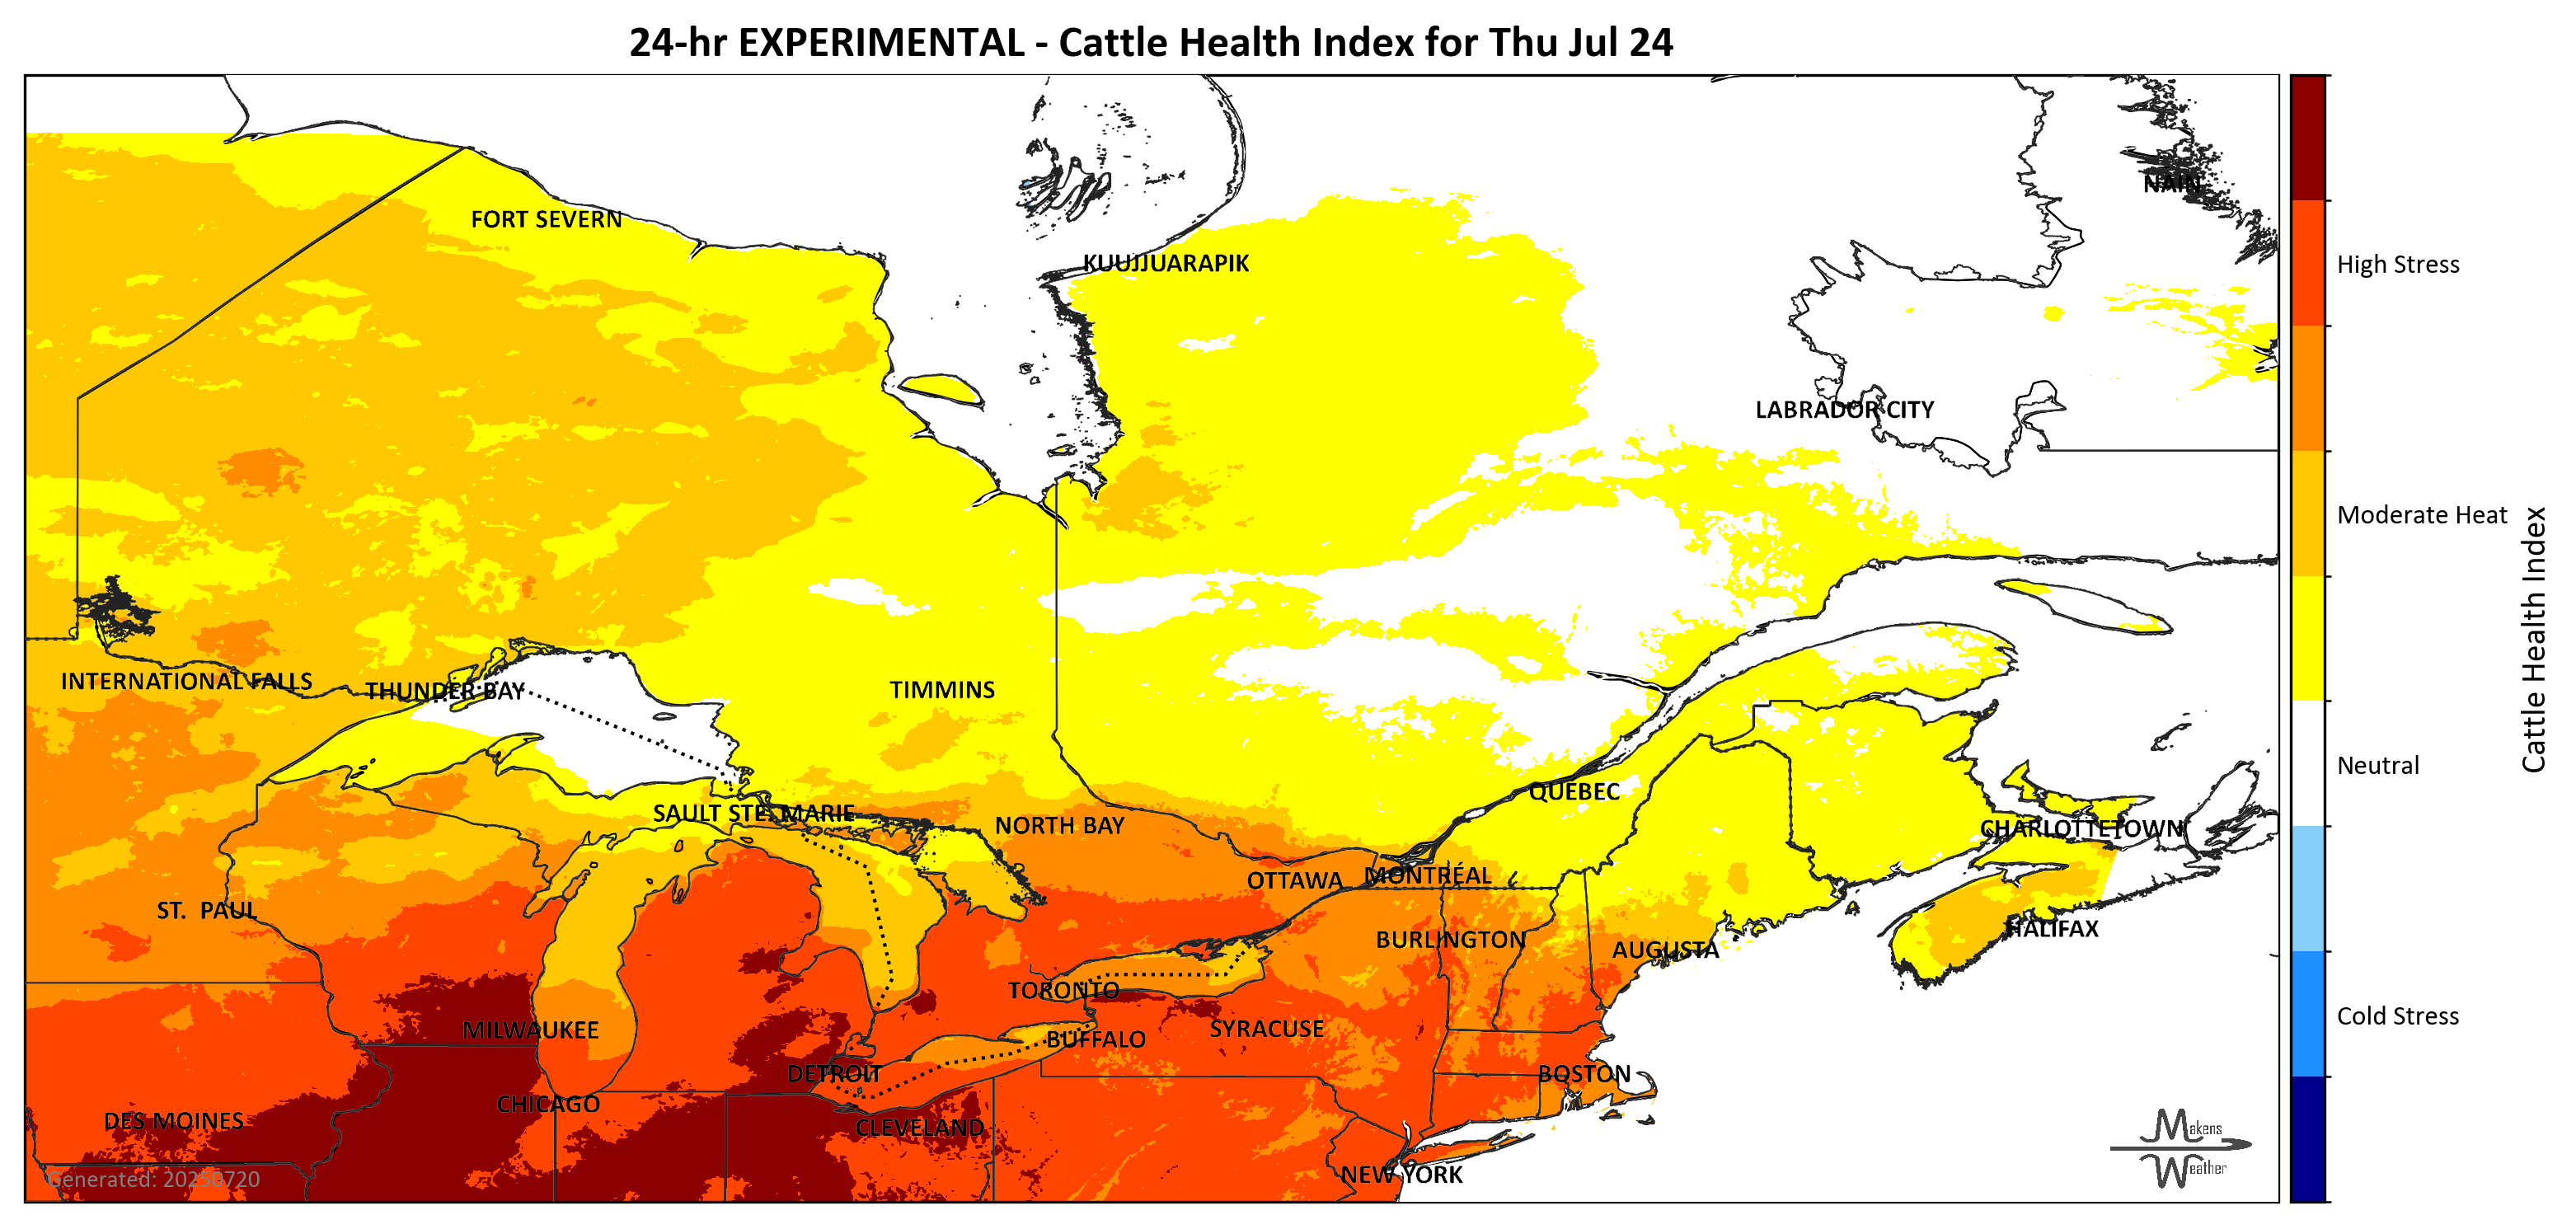 24-hr EXPERIMENTAL - Cattle Health Index for Thu Jul 24
NAIN
FORT SEVERN
KUUJJUARAPIK
LABRADOR CITY
INTERNATIONAL FALLS
THUNDER BAY
TIMMINS
QUEBEC
SAULT STE. MARIE
NORTH BAY
CHARLOTTETOWN
OTTAWA
MONTRÉAL
ST. PAUL
HALIFAX
BURLINGTON
AUGUSTA
TORONTO
MILWAUKEE
SYRACUSE
BUFFALO
DETROIT
BOSTON
CHICAGO
DES MOINES
CLEVELAND
NEW YORK
Generated: 20250720
Makens
Weather
High Stress
Moderate Heat
Neutral
Cold Stress
Cattle Health Index